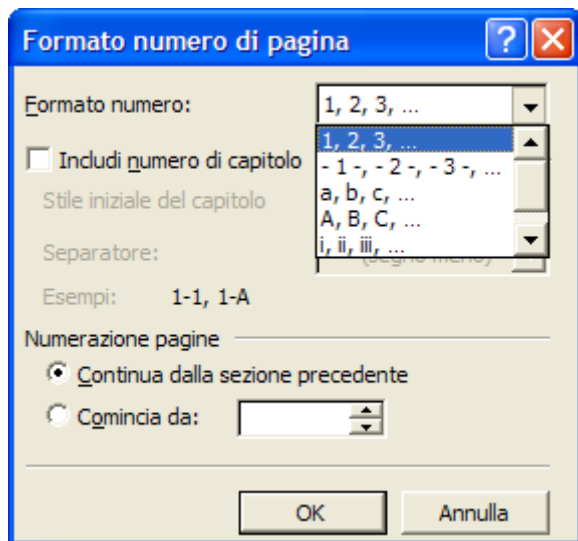 Formato numero di pagina
Formato numero: 1, 2, 3, ...
1, 2, 3, ...
- 1 -, - 2 -, - 3 -, ...
a, b, c, ...
A, B, C, ...
i, ii, iii, ...
Includi numero di capitolo
Stile iniziale del capitolo
Separatore: (segno meno)
Esempi: 1-1, 1-A
Numerazione pagine
Continua dalla sezione precedente
Comincia da:
OK Annulla